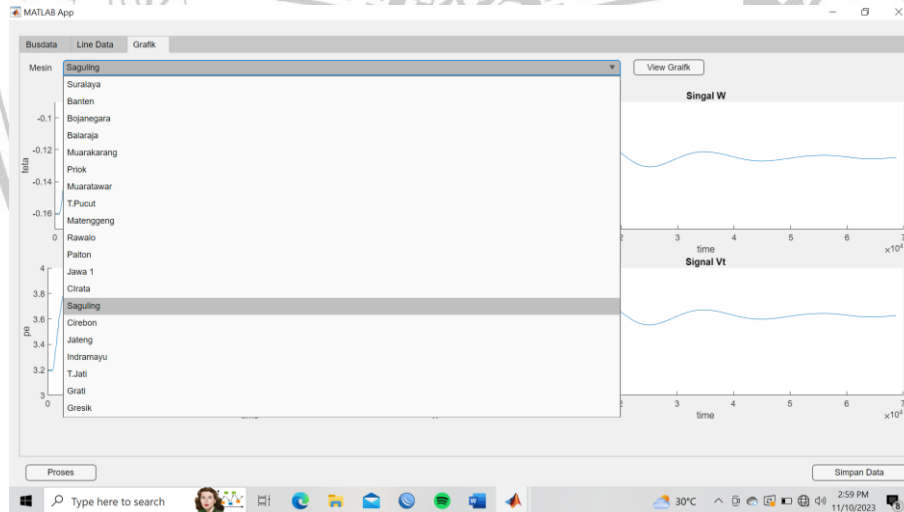 MATLAB App
Busdata Line Data Grafik
Mesin Saguling View Graifk
Suralaya
Banten
Bojanegara
Balaraja
Muarakarang
Priok
Muaratawar
T.Pucut
Matenggeng
Rawalo
Paiton
Jawa 1
Cirata
Saguling
Cirebon
Jateng
Indramayu
T.Jati
Grati
Gresik
teta
-0.1
-0.12
-0.14
-0.16
0
Singal W
3 4 5 6
time
×10⁴
pe
4
3.8
3.6
3.4
3.2
3
0
Signal Vt
3 4 5 6
time
×10⁴
Proses Simpan Data
Type here to search
30°C
2:59 PM
11/10/2023